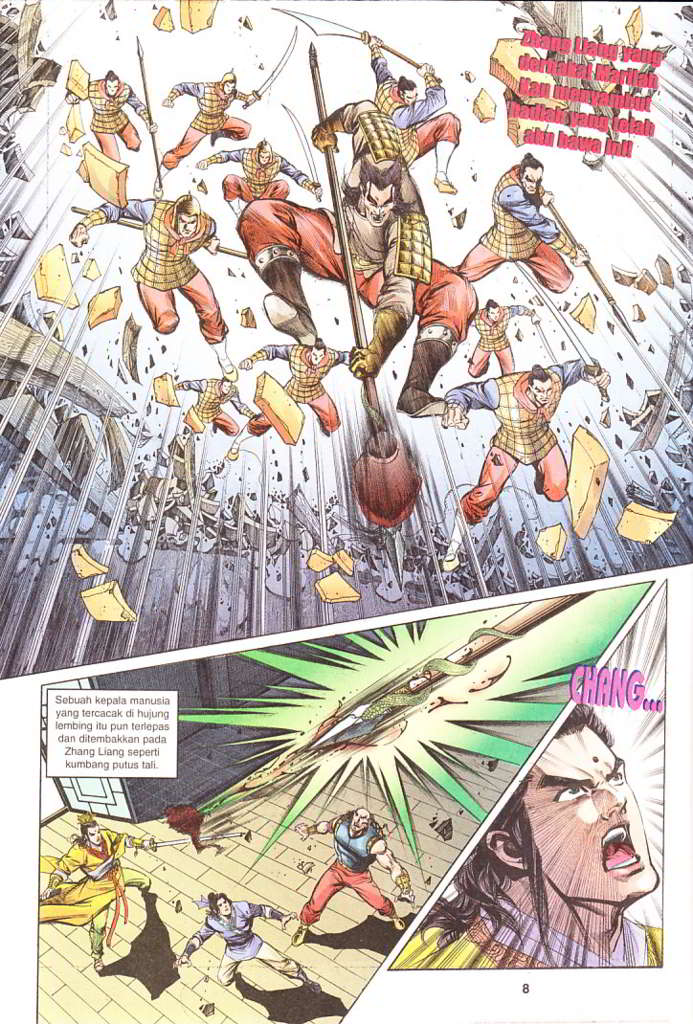 Zhang Liang yang
derhaka! Marilah
kau menyambut
hadiah yang telah
aku bawa ini!
Sebuah kepala manusia
yang tercacak di hujung
lembing itu pun terlepas
dan ditembakkan pada
Zhang Liang seperti
kumbang putus tali.
CHANG...
8